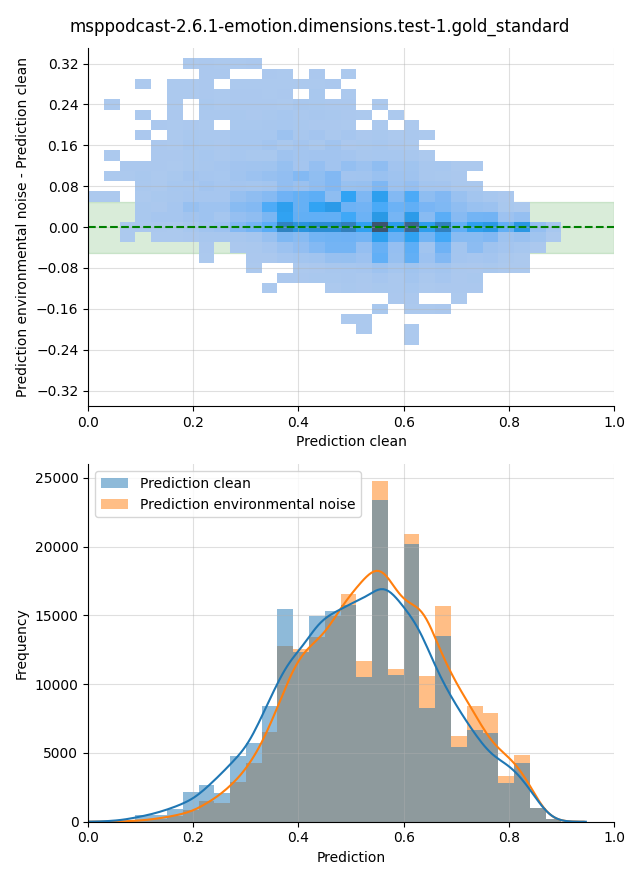 msppodcast-2.6.1-emotion.dimensions.test-1.gold_standard
Prediction environmental noise - Prediction clean
0.32
0.24
0.16
0.08
0.00
−0.08
−0.16
−0.24
−0.32
0.0 0.2 0.4 0.6 0.8 1.0
Prediction clean
Frequency
25000
20000
15000
10000
5000
0
Prediction clean
Prediction environmental noise
0.0 0.2 0.4 0.6 0.8 1.0
Prediction